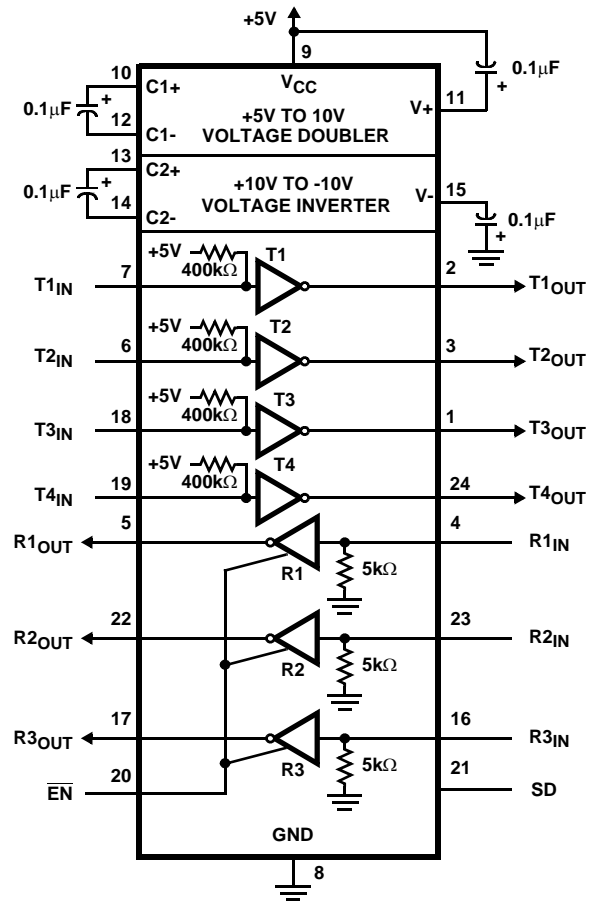 +5V
9
10
C1+
VCC
0.1µF
+
+5V TO 10V
VOLTAGE DOUBLER
V+
11
+
0.1µF
12
C1-
13
C2+
0.1µF
+
+10V TO -10V
VOLTAGE INVERTER
V-
15
14
C2-
0.1µF
+
+5V
400kΩ
T1
T1IN
7
2
T1OUT
+5V
400kΩ
T2
T2IN
6
3
T2OUT
+5V
400kΩ
T3
T3IN
18
1
T3OUT
+5V
400kΩ
T4
T4IN
19
24
T4OUT
R1OUT
5
4
R1IN
R1
5kΩ
R2OUT
22
23
R2IN
R2
5kΩ
R3OUT
17
16
R3IN
R3
5kΩ
EN
20
21
SD
GND
8